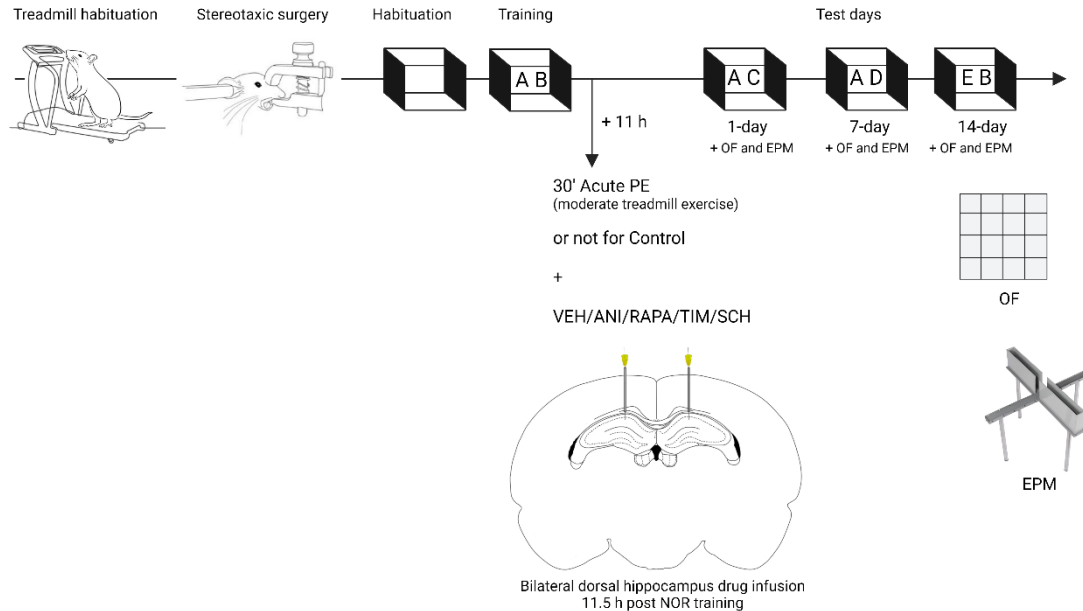 Treadmill habituation
Stereotaxic surgery
Habituation
Training
Test days
A B
A C
A D
E B
+ 11 h
1-day
+ OF and EPM
7-day
+ OF and EPM
14-day
+ OF and EPM
30' Acute PE
(moderate treadmill exercise)
or not for Control
+
VEH/ANI/RAPA/TIM/SCH
OF
EPM
Bilateral dorsal hippocampus drug infusion
11.5 h post NOR training